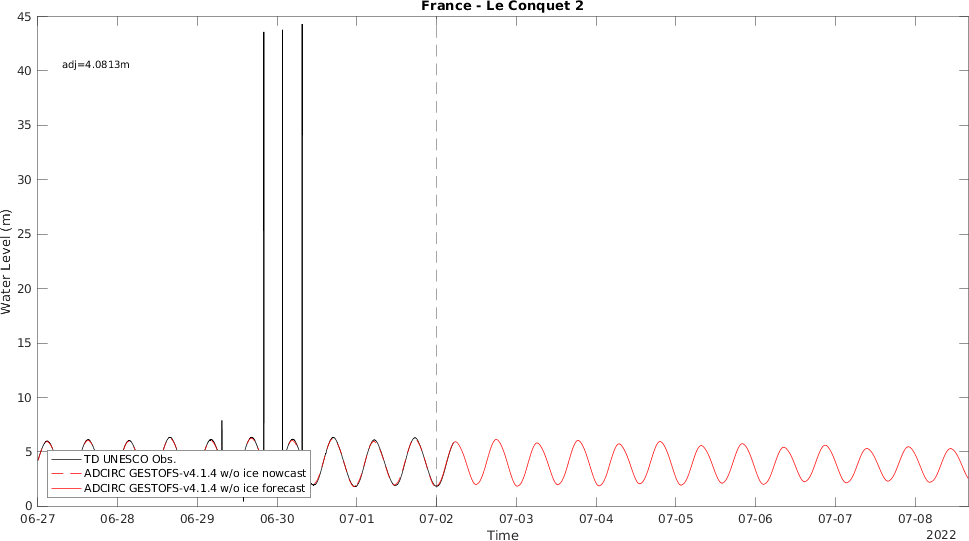 France - Le Conquet 2
adj=4.0813m
45
40
35
30
25
20
15
10
5
0
Water Level (m)
TD UNESCO Obs.
ADCIRC GESTOFS-v4.1.4 w/o ice nowcast
ADCIRC GESTOFS-v4.1.4 w/o ice forecast
06-27 06-28 06-29 06-30 07-01 07-02 07-03 07-04 07-05 07-06 07-07 07-08
Time
2022